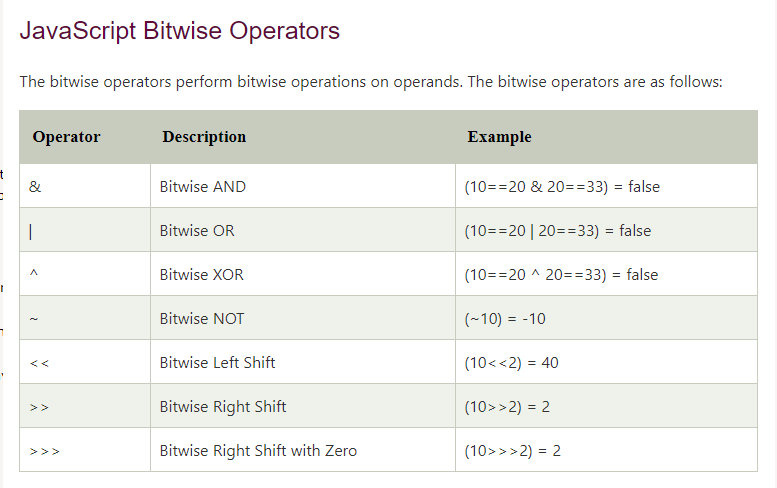 JavaScript Bitwise Operators
The bitwise operators perform bitwise operations on operands. The bitwise operators are as follows:
Operator Description Example
& Bitwise AND (10==20 & 20==33) = false
| Bitwise OR (10==20 | 20==33) = false
^ Bitwise XOR (10==20 ^ 20==33) = false
~ Bitwise NOT (~10) = -10
<< Bitwise Left Shift (10<<2) = 40
>> Bitwise Right Shift (10>>2) = 2
>>> Bitwise Right Shift with Zero (10>>>2) = 2